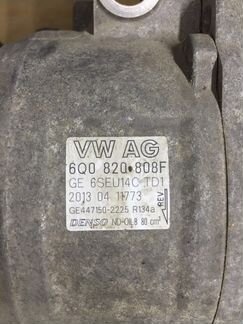 VW AG
6Q0 820 808F
GE 6SEU14C TD1
2013 04 11773
GE447150-2225 R134a
DENSO ND-OIL8 80 cm³
REV.